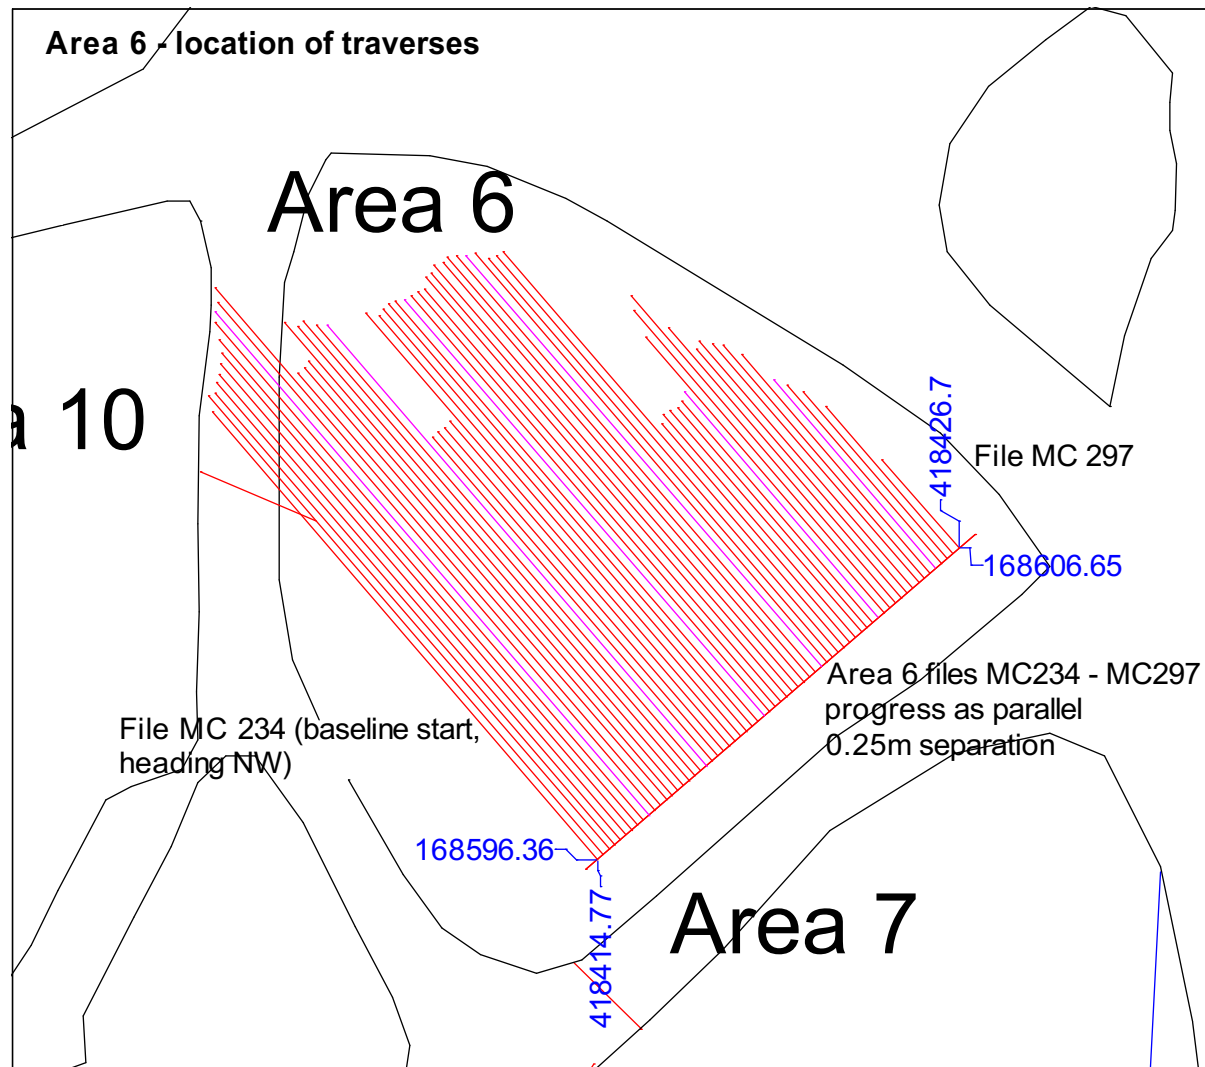 Area 6 - location of traverses
Area 6
a 10
418426.7
File MC 297
168606.65
Area 6 files MC234 - MC297
progress as parallel
0.25m separation
File MC 234 (baseline start,
heading NW)
168596.36
418414.77
Area 7